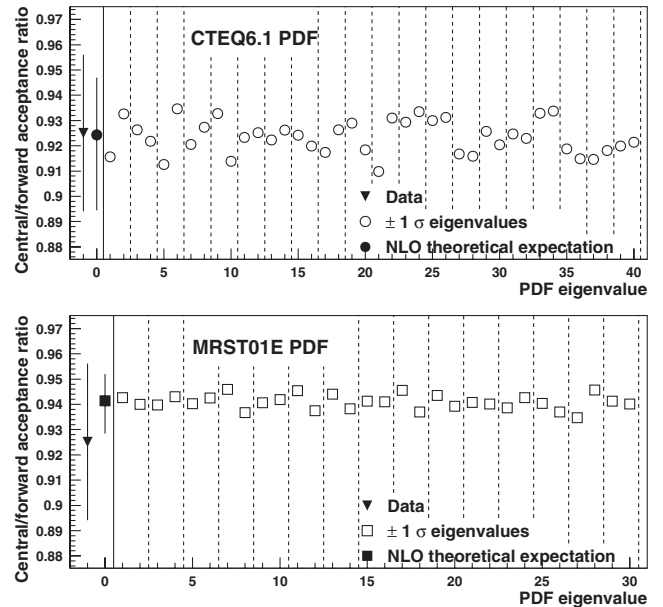 Central/forward acceptance ratio
0.97
0.96
0.95
0.94
0.93
0.92
0.91
0.9
0.89
0.88
CTEQ6.1 PDF
Data
± 1 σ eigenvalues
NLO theoretical expectation
0 5 10 15 20 25 30 35 40
PDF eigenvalue
Central/forward acceptance ratio
0.97
0.96
0.95
0.94
0.93
0.92
0.91
0.9
0.89
0.88
MRST01E PDF
Data
± 1 σ eigenvalues
NLO theoretical expectation
0 5 10 15 20 25 30
PDF eigenvalue